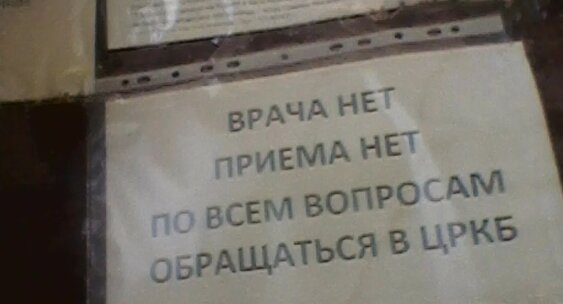 ВРАЧА НЕТ
ПРИЕМА НЕТ
ПО ВСЕМ ВОПРОСАМ
ОБРАЩАТЬСЯ В ЦРКБ